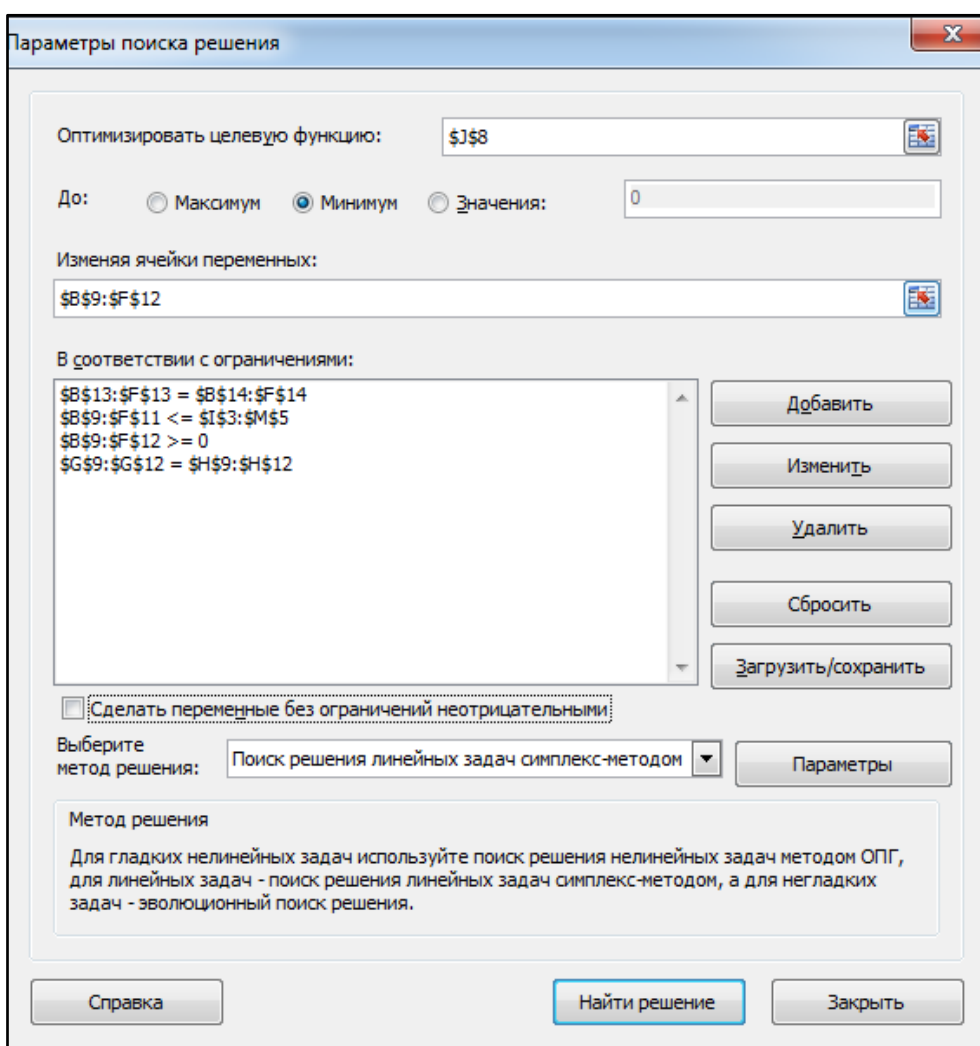 Параметры поиска решения
Оптимизировать целевую функцию:
$J$8
До:
Максимум
Минимум
Значения:
0
Изменяя ячейки переменных:
$B$9:$F$12
В соответствии с ограничениями:
$B$13:$F$13 = $B$14:$F$14
$B$9:$F$11 <= $I$3:$M$5
$B$9:$F$12 >= 0
$G$9:$G$12 = $H$9:$H$12
Добавить
Изменить
Удалить
Сбросить
Загрузить/сохранить
Сделать переменные без ограничений неотрицательными
Выберите
метод решения:
Поиск решения линейных задач симплекс-методом
Параметры
Метод решения
Для гладких нелинейных задач используйте поиск решения нелинейных задач методом ОПГ,
для линейных задач - поиск решения линейных задач симплекс-методом, а для негладких
задач - эволюционный поиск решения.
Справка
Найти решение
Закрыть